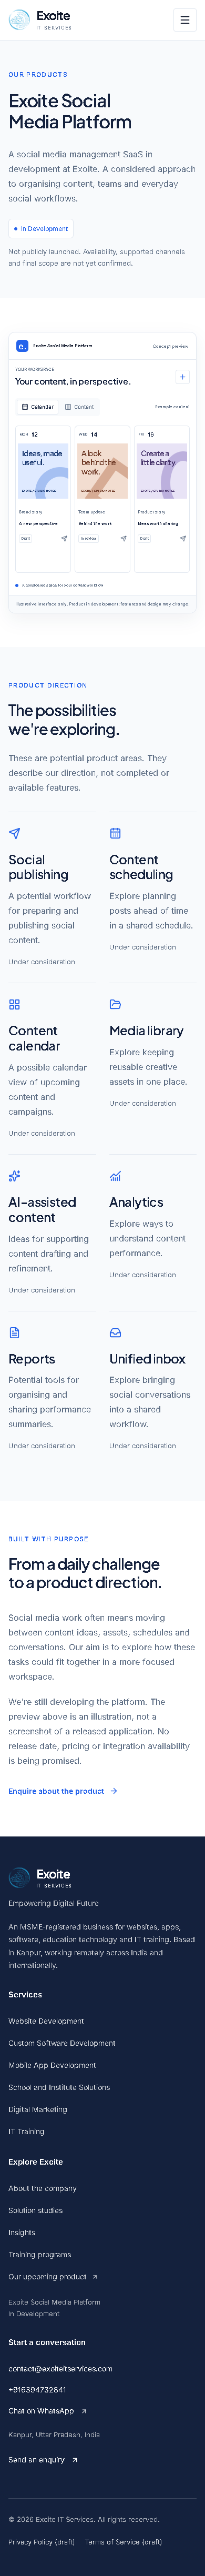 Exoite
IT SERVICES
OUR PRODUCTS
Exoite Social
Media Platform
A social media management SaaS in
development at Exoite. A considered approach
to organising content, teams and everyday
social workflows.
In Development
Not publicly launched. Availability, supported channels
and final scope are not yet confirmed.
e.
Exoite Social Media Platform
Concept preview
YOUR WORKSPACE
Your content, in perspective.
+
Calendar
Content
Example content
MON 12
WED 14
FRI 16
Ideas, made
useful.
A look
behind the
work.
Create a
little clarity.
Brand story
Team update
Product story
A new perspective
Behind the work
Ideas worth sharing
Draft
In review
Draft
A considered space for your content workflow
Illustrative interface only. Product in development; features and design may change.
PRODUCT DIRECTION
The possibilities
we're exploring.
These are potential product areas. They
describe our direction, not completed or
available features.
Social
publishing
A potential workflow
for preparing and
publishing social
content.
Under consideration
Content
scheduling
Explore planning
posts ahead of time
in a shared schedule.
Under consideration
Content
calendar
A possible calendar
view of upcoming
content and
campaigns.
Under consideration
Media library
Explore keeping
reusable creative
assets in one place.
Under consideration
AI-assisted
content
Ideas for supporting
content drafting and
refinement.
Under consideration
Analytics
Explore ways to
understand content
performance.
Under consideration
Reports
Potential tools for
organising and
sharing performance
summaries.
Under consideration
Unified inbox
Explore bringing
social conversations
into a shared
workflow.
Under consideration
BUILT WITH PURPOSE
From a daily challenge
to a product direction.
Social media work often means moving
between content ideas, assets, schedules and
conversations. Our aim is to explore how these
tasks could fit together in a more focused
workspace.
We're still developing the platform. The
preview above is an illustration, not a
screenshot of a released application. No
release date, pricing or integration availability
is being promised.
Enquire about the product →
Exoite
IT SERVICES
Empowering Digital Future
An MSME-registered business for websites, apps,
software, education technology and IT training. Based
in Kanpur, working remotely across India and
internationally.
Services
Website Development
Custom Software Development
Mobile App Development
School and Institute Solutions
Digital Marketing
IT Training
Explore Exoite
About the company
Solution studies
Insights
Training programs
Our upcoming product ↗
Exoite Social Media Platform
In Development
Start a conversation
contact@exoiteitservices.com
+916394732841
Chat on WhatsApp ↗
Kanpur, Uttar Pradesh, India
Send an enquiry ↗
© 2026 Exoite IT Services. All rights reserved.
Privacy Policy (draft) Terms of Service (draft)